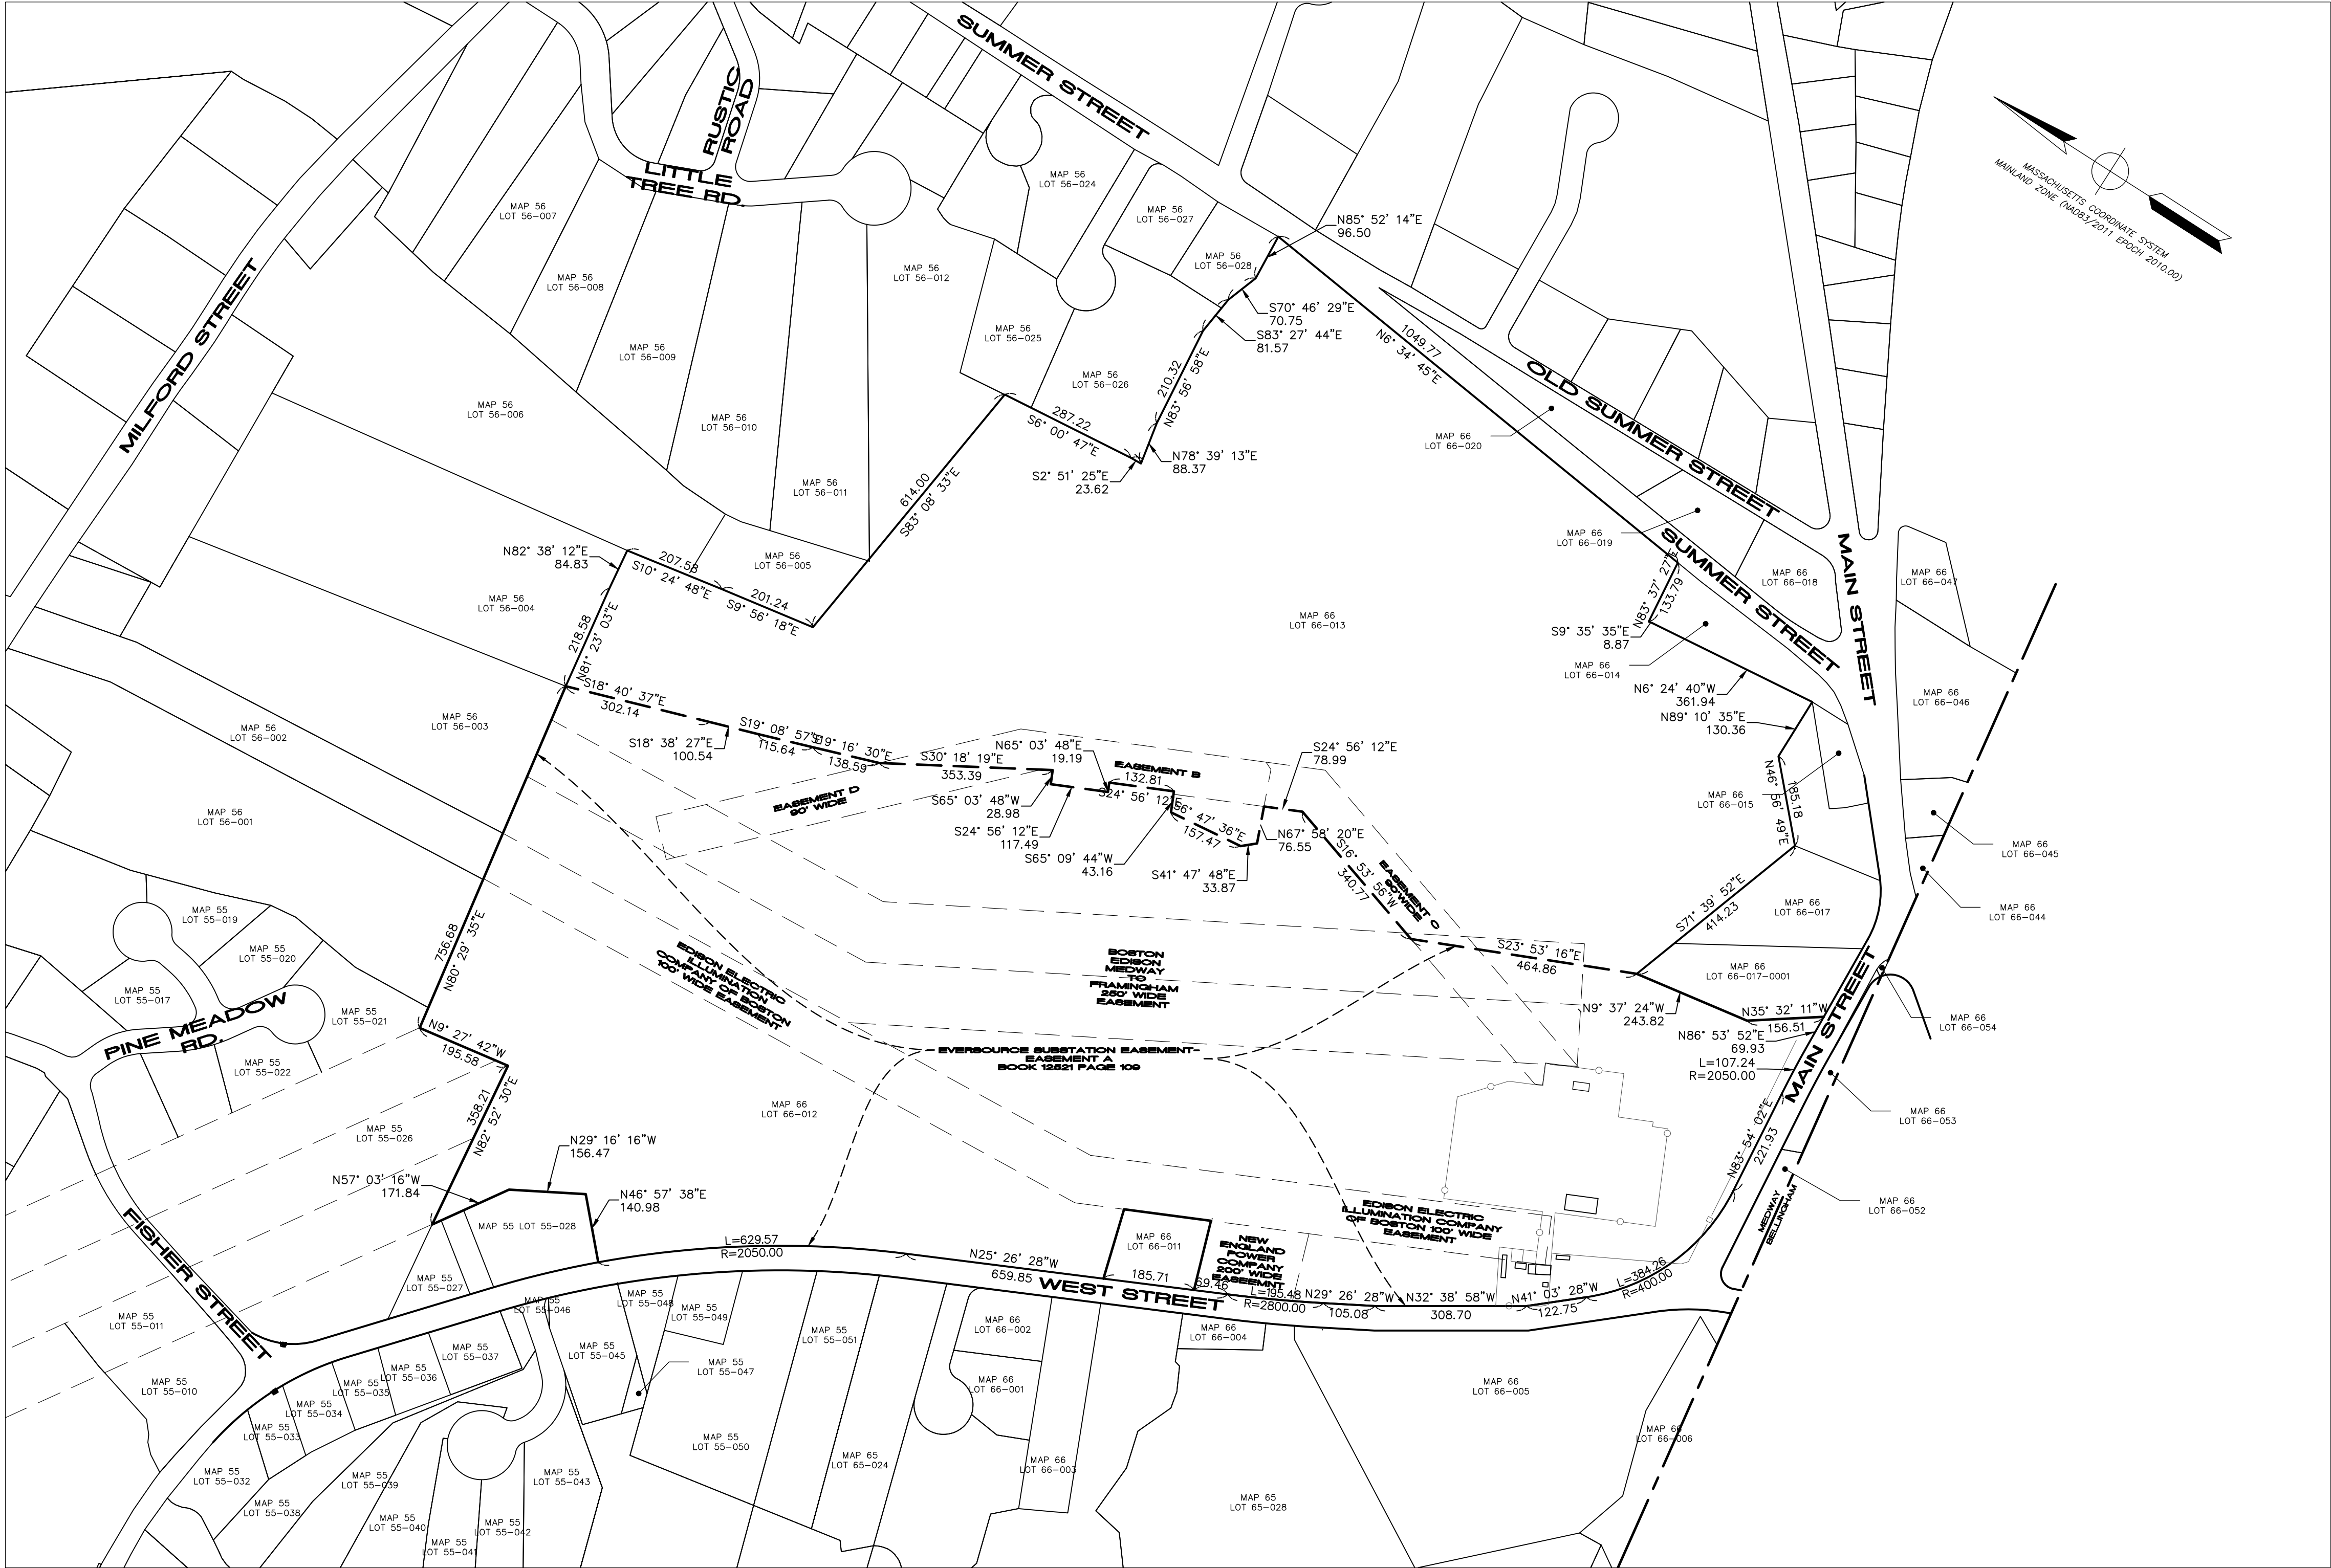 SUMMER STREET
RUSTIC
ROAD
LITTLE
TREE RD.
MILFORD STREET
MASSACHUSETTS COORDINATE SYSTEM
MAINLAND ZONE (NAD83/2011 EPOCH 2010.00)
MAP 56
LOT 56-007
MAP 56
LOT 56-008
MAP 56
LOT 56-009
MAP 56
LOT 56-010
MAP 56
LOT 56-011
MAP 56
LOT 56-012
MAP 56
LOT 56-024
MAP 56
LOT 56-027
MAP 56
LOT 56-028
MAP 56
LOT 56-025
MAP 56
LOT 56-026
MAP 56
LOT 56-006
MAP 56
LOT 56-005
MAP 56
LOT 56-004
MAP 56
LOT 56-003
MAP 56
LOT 56-002
MAP 56
LOT 56-001
N85° 52' 14"E
96.50
S70° 46' 29"E
70.75
S83° 27' 44"E
81.57
210.32
N83° 56' 58"E
N78° 39' 13"E
88.37
S2° 51' 25"E
23.62
287.22
S6° 00' 47"E
614.00
S83° 08' 33"E
201.24
S9° 56' 18"E
207.58
S10° 24' 48"E
N82° 38' 12"E
84.83
218.58
N81° 23' 03"E
1049.77
N6° 34' 45"E
OLD SUMMER STREET
SUMMER STREET
MAIN STREET
MAP 66
LOT 66-020
MAP 66
LOT 66-019
MAP 66
LOT 66-018
MAP 66
LOT 66-047
MAP 66
LOT 66-046
MAP 66
LOT 66-045
MAP 66
LOT 66-044
MAP 66
LOT 66-013
MAP 66
LOT 66-014
MAP 66
LOT 66-015
MAP 66
LOT 66-017
MAP 66
LOT 66-017-0001
N83° 37' 27"E
133.79
S9° 35' 35"E
8.87
N6° 24' 40"W
361.94
N89° 10' 35"E
130.36
185.18
N46° 56' 49"E
S71° 39' 52"E
414.23
S18° 40' 37"E
302.14
S18° 38' 27"E
100.54
S19° 08' 57"E
115.64
S19° 16' 30"E
138.59
S30° 18' 19"E
353.39
S65° 03' 48"W
28.98
S24° 56' 12"E
117.49
N65° 03' 48"E
19.19
EASEMENT B
132.81
S24° 56' 12"E
S65° 09' 44"W
43.16
S6° 47' 36"E
157.47
S41° 47' 48"E
33.87
N67° 58' 20"E
76.55
S24° 56' 12"E
78.99
S16° 53' 56"W
340.77
EASEMENT C
90' WIDE
EASEMENT D
90' WIDE
S23° 53' 16"E
464.86
N9° 37' 24"W
243.82
N35° 32' 11"W
156.51
N86° 53' 52"E
69.93
L=107.24
R=2050.00
N83° 54' 02"E
221.93
MAIN STREET
MEDWAY
BELLINGHAM
MAP 66
LOT 66-054
MAP 66
LOT 66-053
MAP 66
LOT 66-052
EDISON ELECTRIC
ILLUMINATION
COMPANY OF BOSTON
100' WIDE EASEMENT
BOSTON
EDISON
MEDWAY
TO
FRAMINGHAM
250' WIDE
EASEMENT
EVERSOURCE SUBSTATION EASEMENT-
EASEMENT A
BOOK 12521 PAGE 109
MAP 66
LOT 66-012
756.68
N80° 29' 35"E
N9° 27' 42"W
195.58
358.21
N82° 52' 30"E
N57° 03' 16"W
171.84
N29° 16' 16"W
156.47
N46° 57' 38"E
140.98
MAP 55
LOT 55-019
MAP 55
LOT 55-020
MAP 55
LOT 55-017
MAP 55
LOT 55-021
MAP 55
LOT 55-022
PINE MEADOW
RD.
MAP 55
LOT 55-026
MAP 55 LOT 55-028
MAP 55
LOT 55-027
FISHER STREET
L=629.57
R=2050.00
N25° 26' 28"W
659.85
WEST STREET
MAP 66
LOT 66-011
185.71
69.46
NEW
ENGLAND
POWER
COMPANY
200' WIDE
EASEEMNT
EDISON ELECTRIC
ILLUMINATION COMPANY
OF BOSTON 100' WIDE
EASEMENT
L=195.48
R=2800.00
N29° 26' 28"W
105.08
N32° 38' 58"W
308.70
N41° 03' 28"W
122.75
L=384.26
R=400.00
MAP 55
LOT 55-011
MAP 55
LOT 55-010
MAP 55
LOT 55-032
MAP 55
LOT 55-033
MAP 55
LOT 55-034
MAP 55
LOT 55-035
MAP 55
LOT 55-036
MAP 55
LOT 55-037
MAP 55
LOT 55-046
MAP 55
LOT 55-045
MAP 55
LOT 55-048
MAP 55
LOT 55-049
MAP 55
LOT 55-047
MAP 55
LOT 55-051
MAP 55
LOT 55-050
MAP 65
LOT 65-024
MAP 55
LOT 55-038
MAP 55
LOT 55-039
MAP 55
LOT 55-040
MAP 55
LOT 55-041
MAP 55
LOT 55-042
MAP 55
LOT 55-043
MAP 66
LOT 66-002
MAP 66
LOT 66-001
MAP 66
LOT 66-003
MAP 66
LOT 66-004
MAP 66
LOT 66-005
MAP 66
LOT 66-006
MAP 65
LOT 65-028